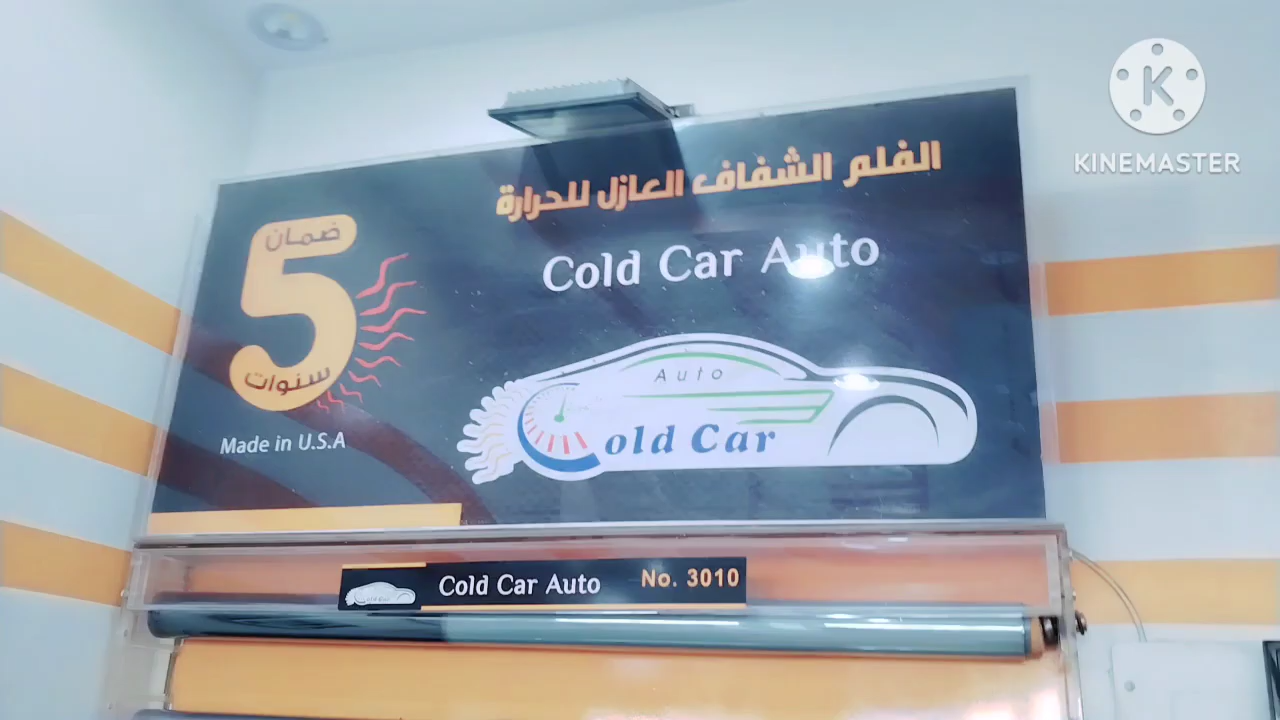 KINEMASTER
الفلم الشفاف العازل للحرارة
Cold Car Auto
ضمان
5
سنوات
Made in U.S.A
Auto
Cold Car
Cold Car Auto
No. 3010